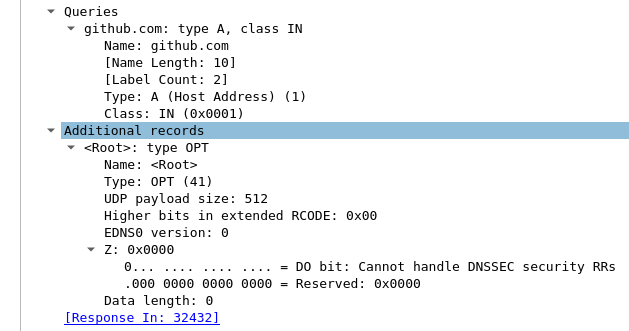 Queries
github.com: type A, class IN
Name: github.com
[Name Length: 10]
[Label Count: 2]
Type: A (Host Address) (1)
Class: IN (0x0001)
Additional records
<Root>: type OPT
Name: <Root>
Type: OPT (41)
UDP payload size: 512
Higher bits in extended RCODE: 0x00
EDNS0 version: 0
Z: 0x0000
0... .... .... .... = DO bit: Cannot handle DNSSEC security RRs
.000 0000 0000 0000 = Reserved: 0x0000
Data length: 0
[Response In: 32432]